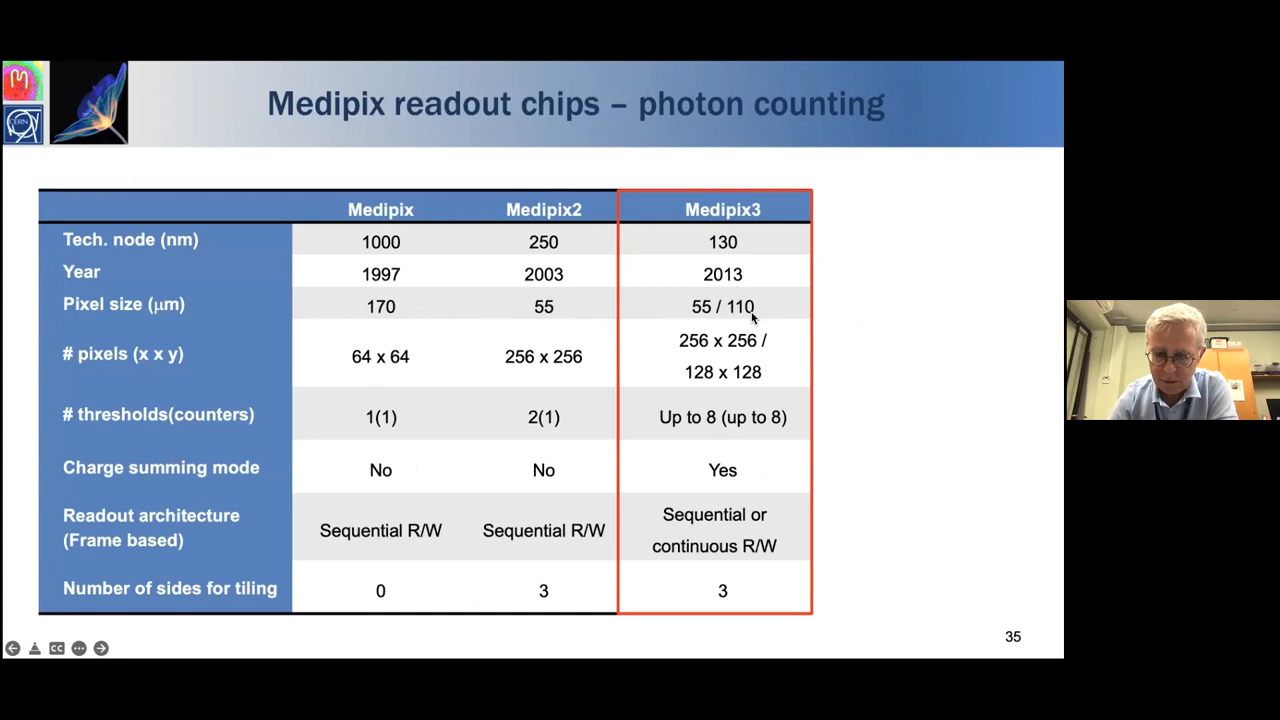 Medipix readout chips – photon counting
M
CERN
Medipix Medipix2 Medipix3
Tech. node (nm) 1000 250 130
Year 1997 2003 2013
Pixel size (μm) 170 55 55 / 110
# pixels (x x y) 64 x 64 256 x 256 256 x 256 /
128 x 128
# thresholds(counters) 1(1) 2(1) Up to 8 (up to 8)
Charge summing mode No No Yes
Readout architecture
(Frame based) Sequential R/W Sequential R/W Sequential or
continuous R/W
Number of sides for tiling 0 3 3
35
CC